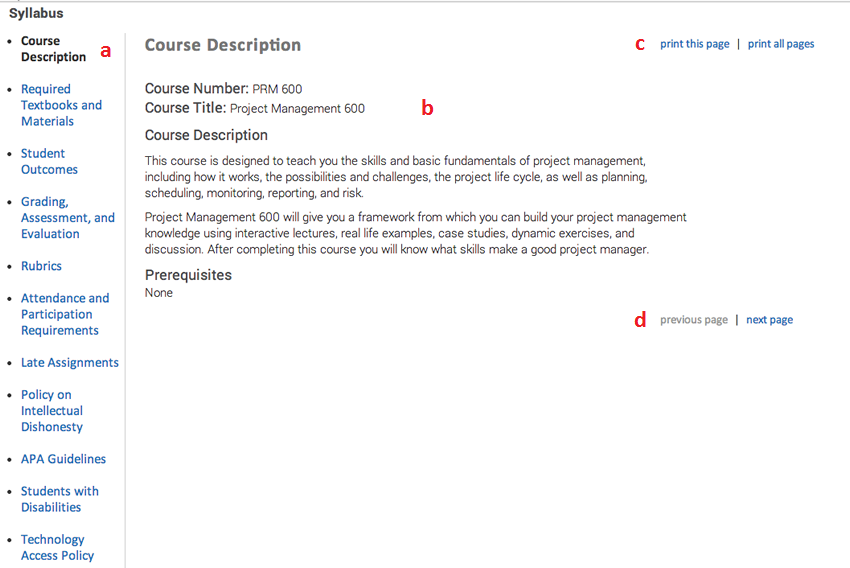 Syllabus
Course
Description
a
Required
Textbooks and
Materials
Student
Outcomes
Grading,
Assessment, and
Evaluation
Rubrics
Attendance and
Participation
Requirements
Late Assignments
Policy on
Intellectual
Dishonesty
APA Guidelines
Students with
Disabilities
Technology
Access Policy
Course Description
c print this page | print all pages
Course Number: PRM 600
Course Title: Project Management 600
b
Course Description
This course is designed to teach you the skills and basic fundamentals of project management,
including how it works, the possibilities and challenges, the project life cycle, as well as planning,
scheduling, monitoring, reporting, and risk.
Project Management 600 will give you a framework from which you can build your project management
knowledge using interactive lectures, real life examples, case studies, dynamic exercises, and
discussion. After completing this course you will know what skills make a good project manager.
Prerequisites
None
d previous page | next page